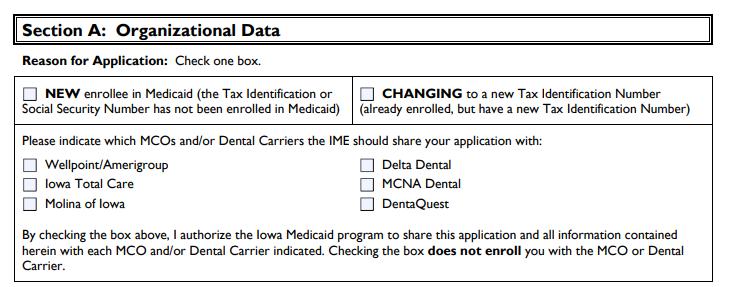 Section A: Organizational Data
Reason for Application: Check one box.
NEW enrollee in Medicaid (the Tax Identification or
Social Security Number has not been enrolled in Medicaid)
CHANGING to a new Tax Identification Number
(already enrolled, but have a new Tax Identification Number)
Please indicate which MCOs and/or Dental Carriers the IME should share your application with:
Wellpoint/Amerigroup
Iowa Total Care
Molina of Iowa
Delta Dental
MCNA Dental
DentaQuest
By checking the box above, I authorize the Iowa Medicaid program to share this application and all information contained
herein with each MCO and/or Dental Carrier indicated. Checking the box does not enroll you with the MCO or Dental
Carrier.